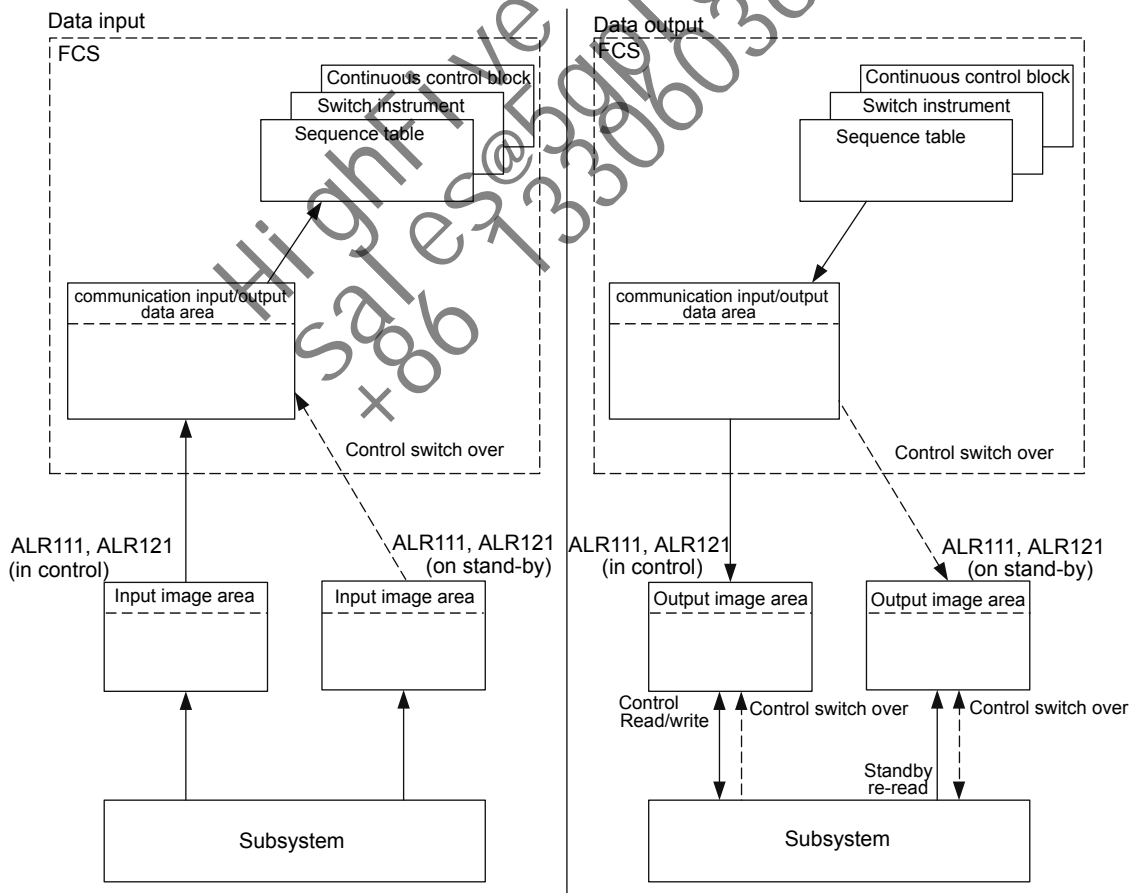 Data input
FCS
Continuous control block
Switch instrument
Sequence table
communication input/output
data area
Control switch over
ALR111, ALR121
(in control)
ALR111, ALR121
(on stand-by)
Input image area
Input image area
Subsystem
Data output
FCS
Continuous control block
Switch instrument
Sequence table
communication input/output
data area
Control switch over
ALR111, ALR121
(in control)
ALR111, ALR121
(on stand-by)
Output image area
Output image area
Control
Read/write
Control switch over
Control switch over
Standby
re-read
Subsystem
HighFive
+86